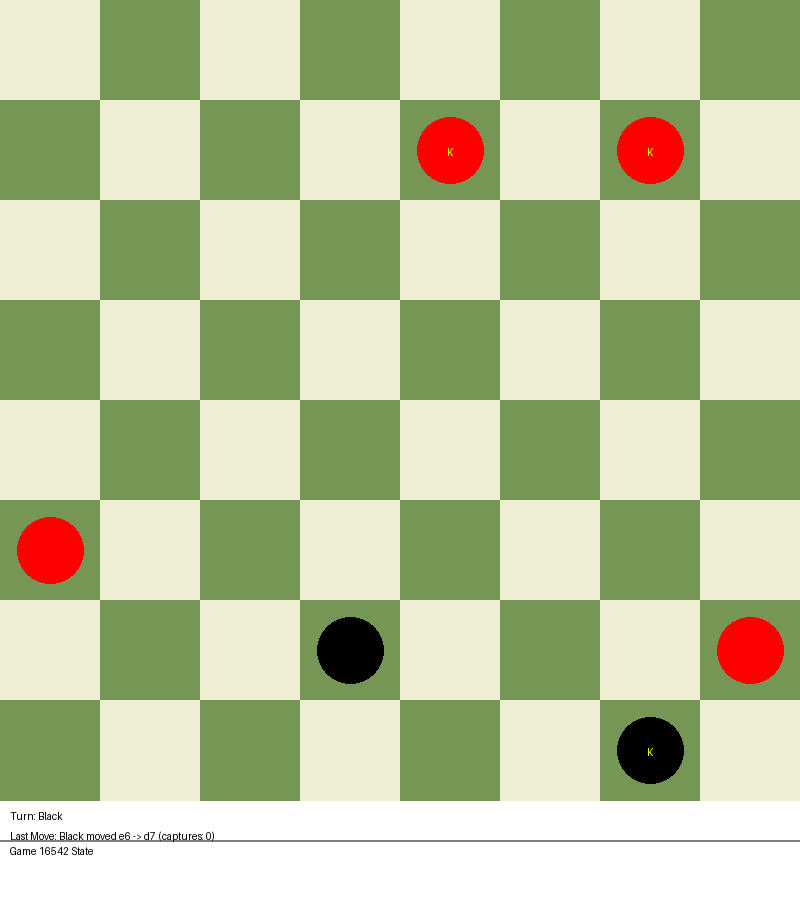 K K
K
Turn: Black
Last Move: Black moved e6 -> d7 (captures: 0)
Game 16542 State